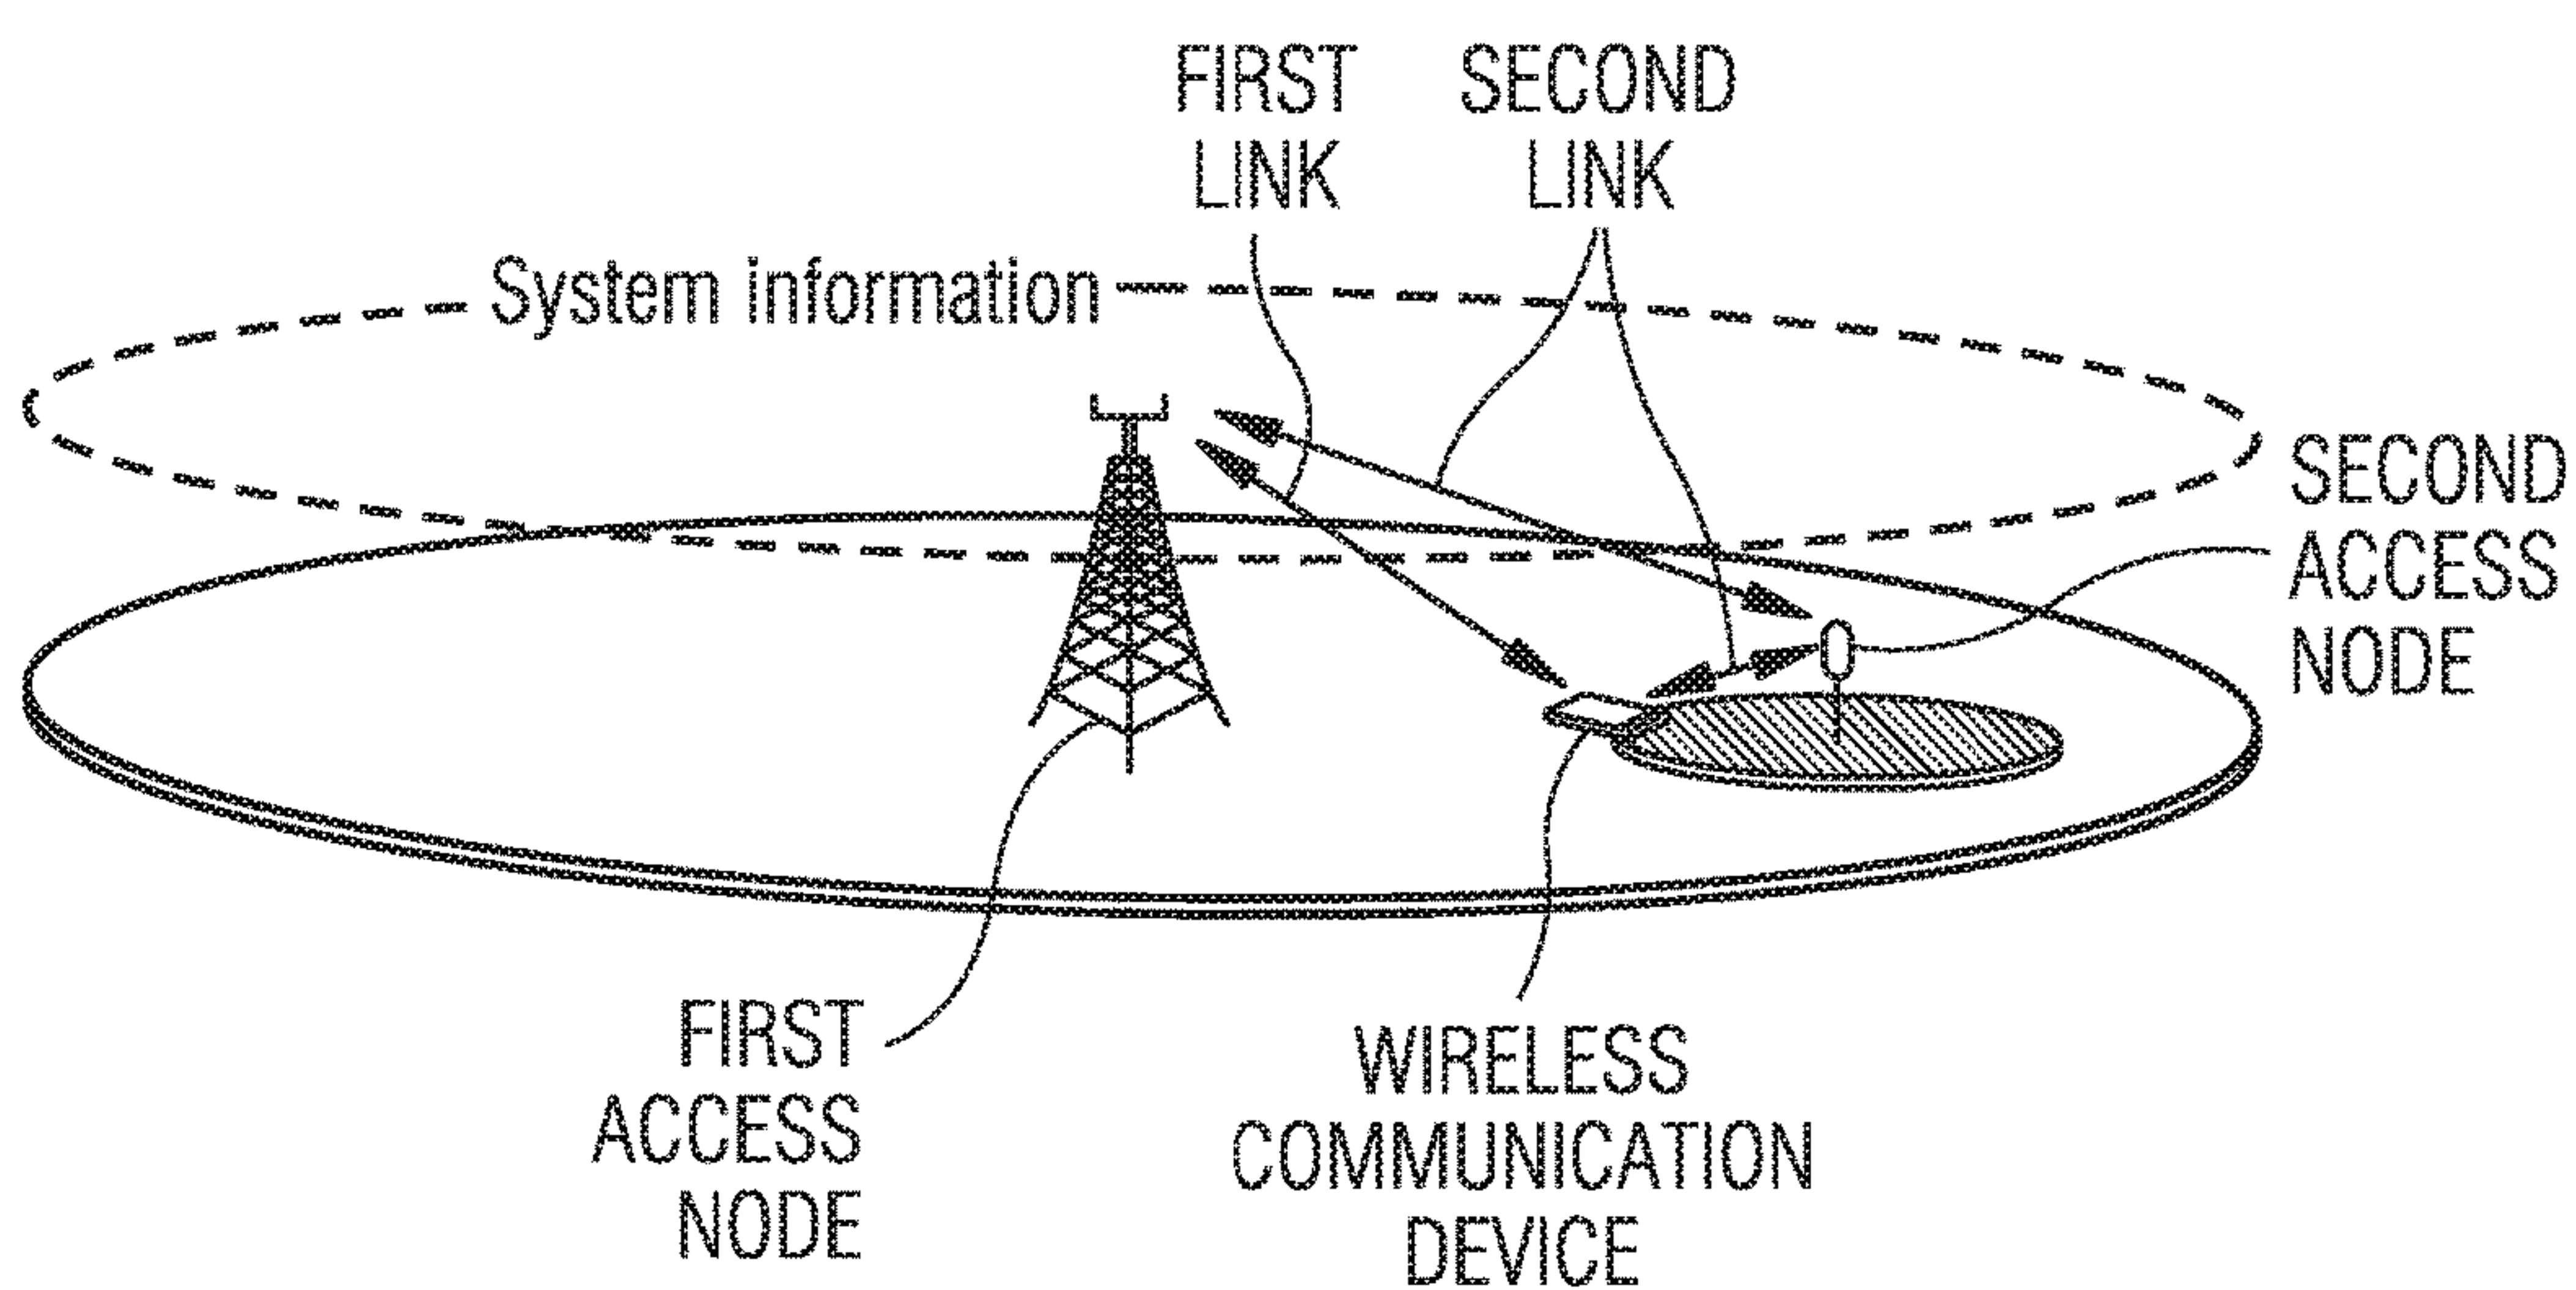 FIRST
LINK
SECOND
LINK
System information
SECOND
ACCESS
NODE
FIRST
ACCESS
NODE
WIRELESS
COMMUNICATION
DEVICE